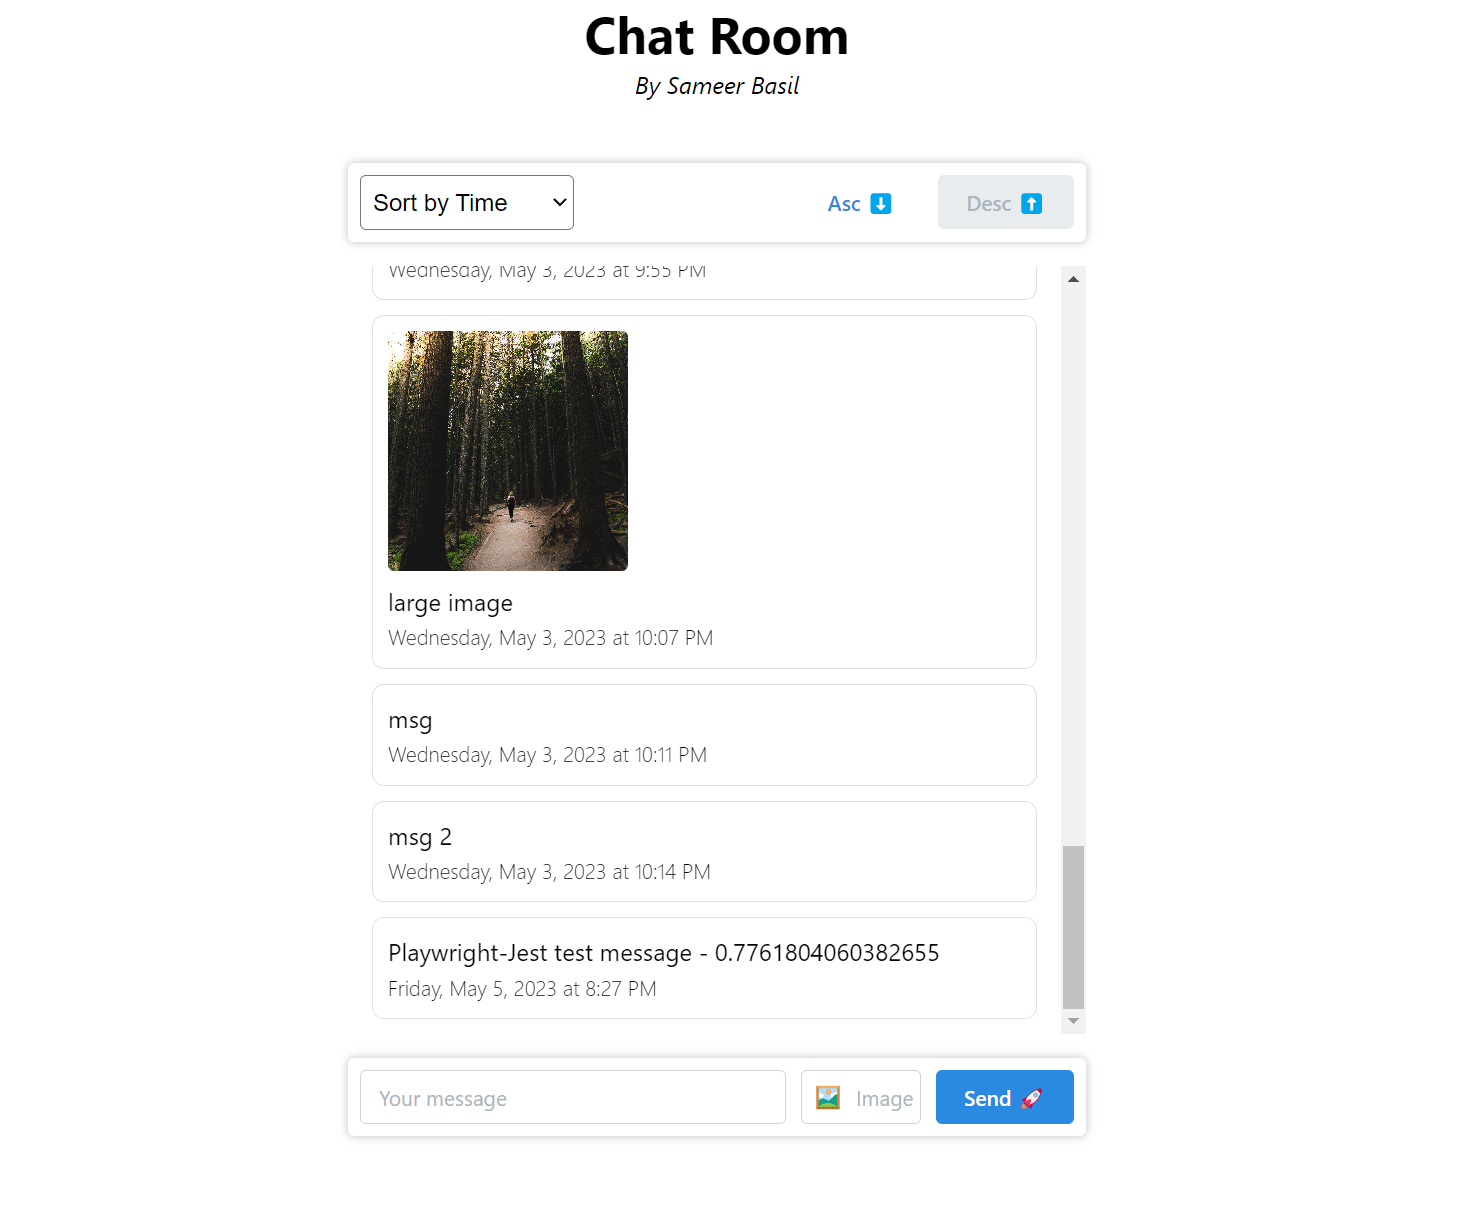 Chat Room
By Sameer Basil
Sort by Time
Asc
Desc
Wednesday, May 3, 2023 at 9:55 PM
large image
Wednesday, May 3, 2023 at 10:07 PM
msg
Wednesday, May 3, 2023 at 10:11 PM
msg 2
Wednesday, May 3, 2023 at 10:14 PM
Playwright-Jest test message - 0.7761804060382655
Friday, May 5, 2023 at 8:27 PM
Your message
Image
Send